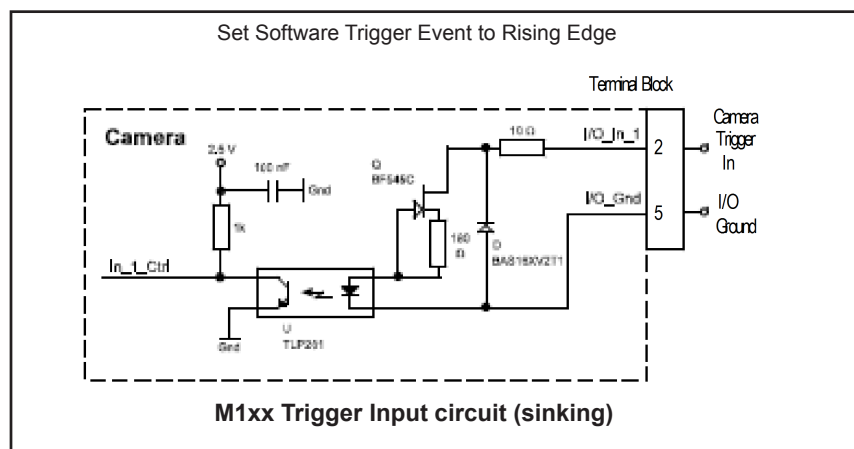 Set Software Trigger Event to Rising Edge
Terminal Block
Camera
Camera
Trigger
In
2,5 V
100 nF
Gnd
1k
Q
BF545C
10 Ω
I/O_In_1
2
I/O_Gnd
5
I/O
Ground
180
Ω
D
BAS16XV2T1
In_1_Ctrl
Gnd
U
TLP281
M1xx Trigger Input circuit (sinking)